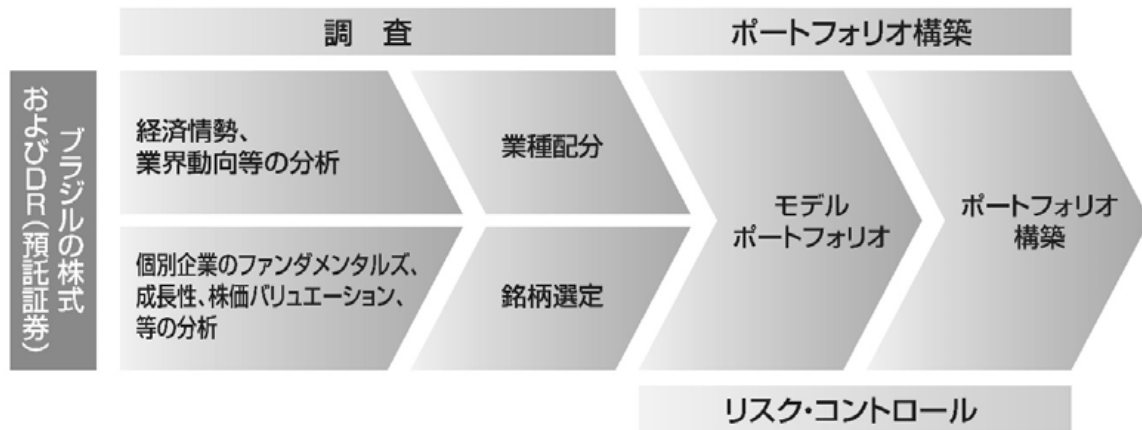 調 査
ポートフォリオ構築
ブラジルの株式
およびDR(預託証券)
経済情勢、
業界動向等の分析
業種配分
個別企業のファンダメンタルズ、
成長性、株価バリュエーション、
等の分析
銘柄選定
モデル
ポートフォリオ
ポートフォリオ
構築
リスク・コントロール